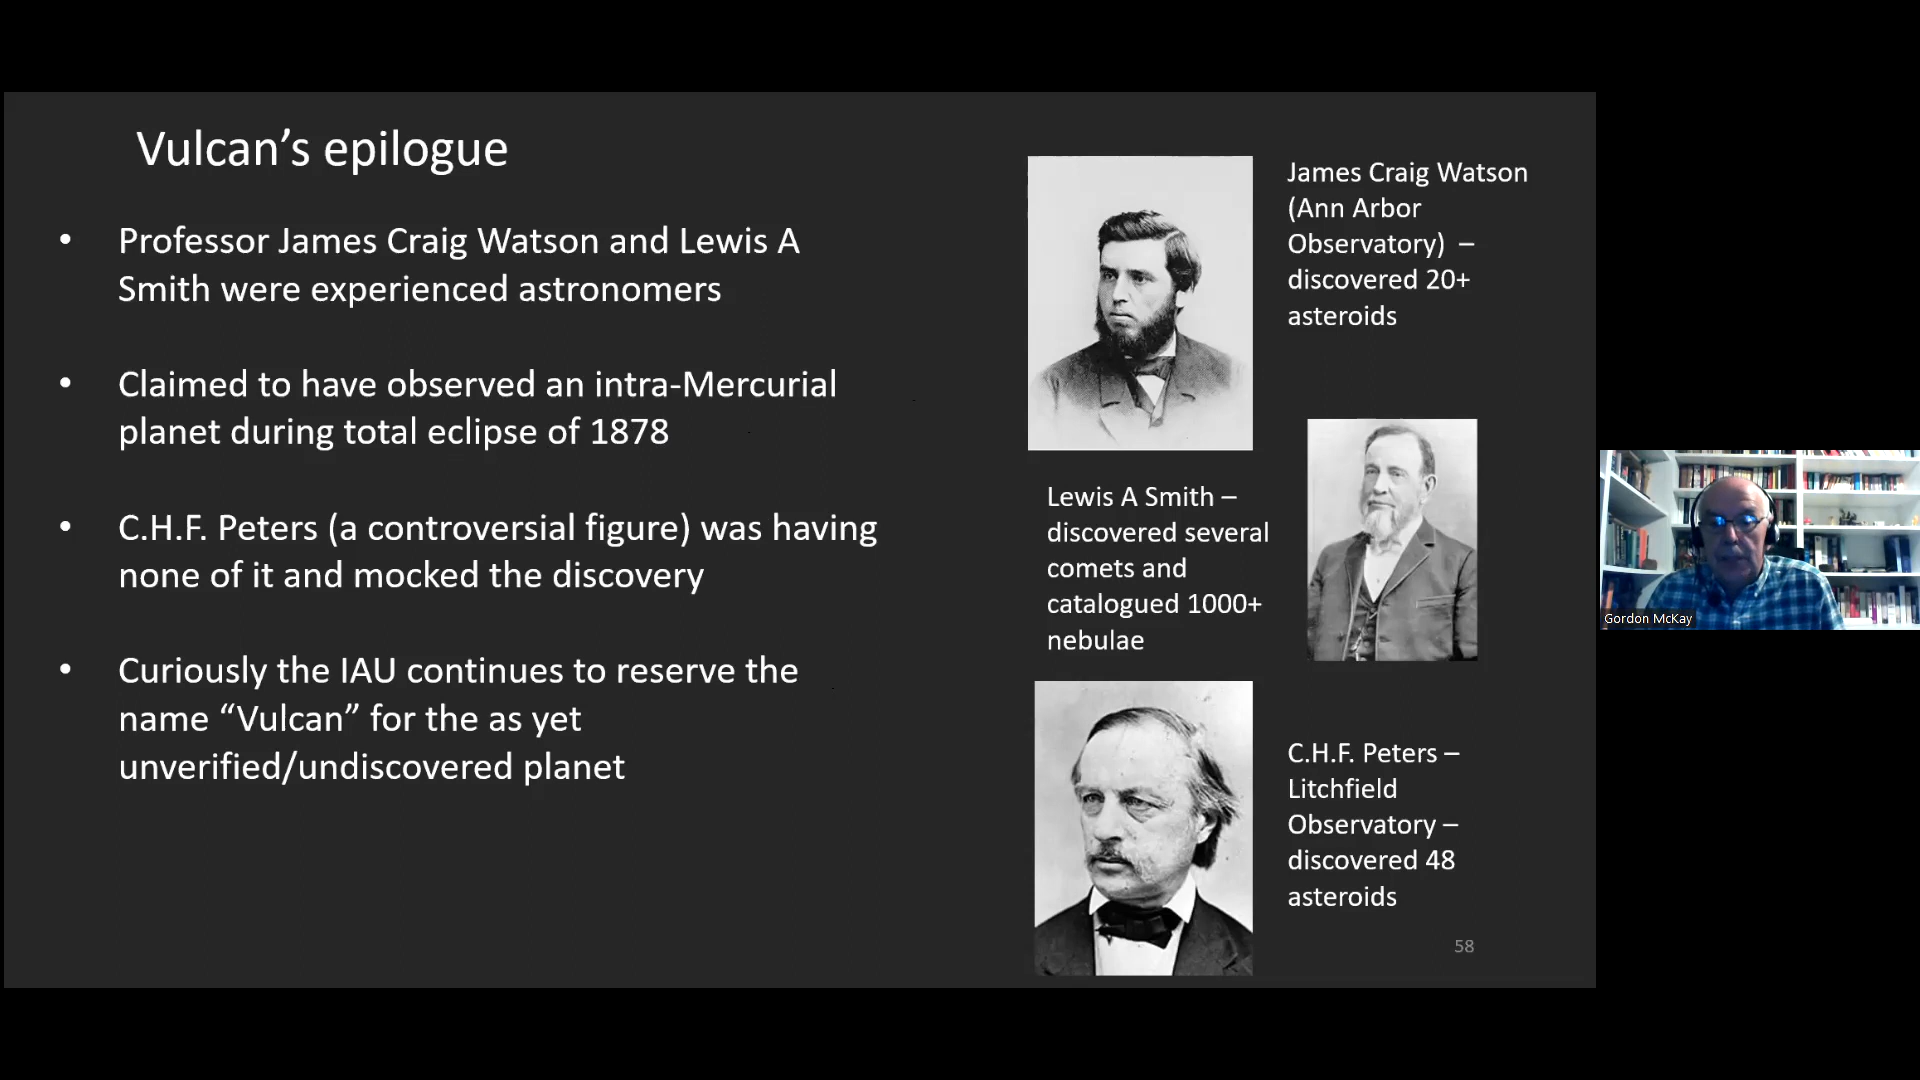 Vulcan’s epilogue
• Professor James Craig Watson and Lewis A
Smith were experienced astronomers
• Claimed to have observed an intra-Mercurial
planet during total eclipse of 1878
• C.H.F. Peters (a controversial figure) was having
none of it and mocked the discovery
• Curiously the IAU continues to reserve the
name “Vulcan” for the as yet
unverified/undiscovered planet
James Craig Watson
(Ann Arbor
Observatory) –
discovered 20+
asteroids
Lewis A Smith –
discovered several
comets and
catalogued 1000+
nebulae
C.H.F. Peters –
Litchfield
Observatory –
discovered 48
asteroids
58
Gordon McKay